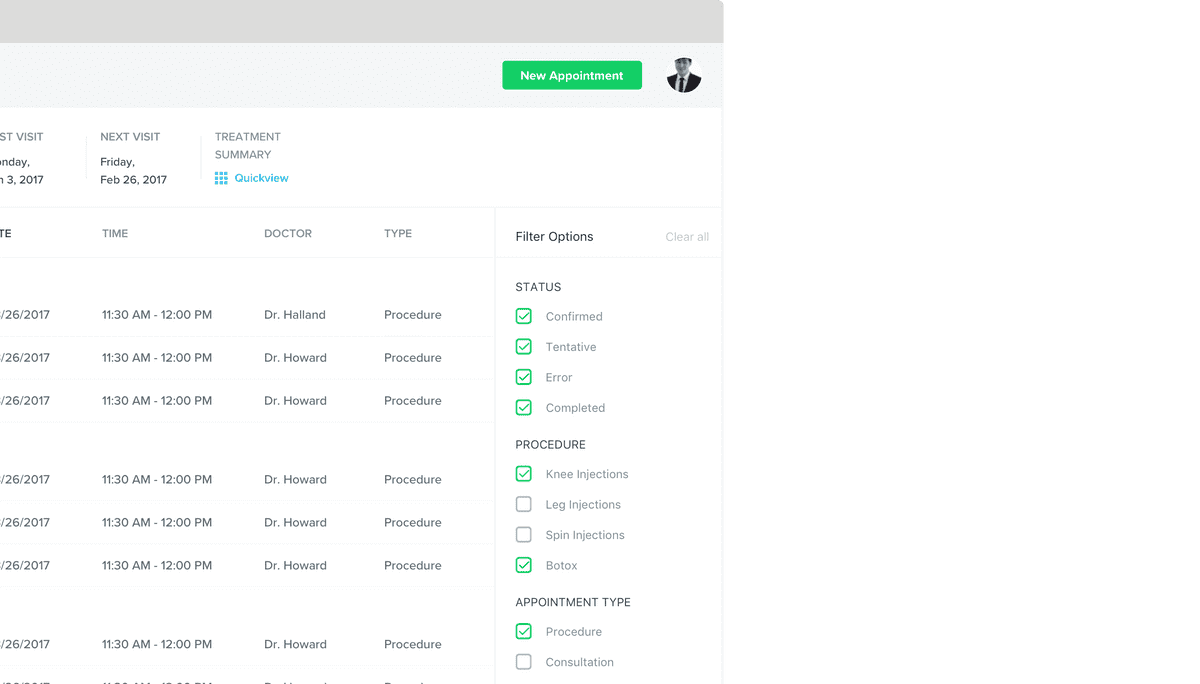 New Appointment
ST VISIT
NEXT VISIT
TREATMENT
SUMMARY
Friday,
3, 2017
Feb 26, 2017
Quickview
TIME
DOCTOR
TYPE
Filter Options
Clear all
/26/2017 11:30 AM - 12:00 PM Dr. Halland Procedure
/26/2017 11:30 AM - 12:00 PM Dr. Howard Procedure
/26/2017 11:30 AM - 12:00 PM Dr. Howard Procedure
/26/2017 11:30 AM - 12:00 PM Dr. Howard Procedure
/26/2017 11:30 AM - 12:00 PM Dr. Howard Procedure
/26/2017 11:30 AM - 12:00 PM Dr. Howard Procedure
/26/2017 11:30 AM - 12:00 PM Dr. Howard Procedure
STATUS
Confirmed
Tentative
Error
Completed
PROCEDURE
Knee Injections
Leg Injections
Spin Injections
Botox
APPOINTMENT TYPE
Procedure
Consultation